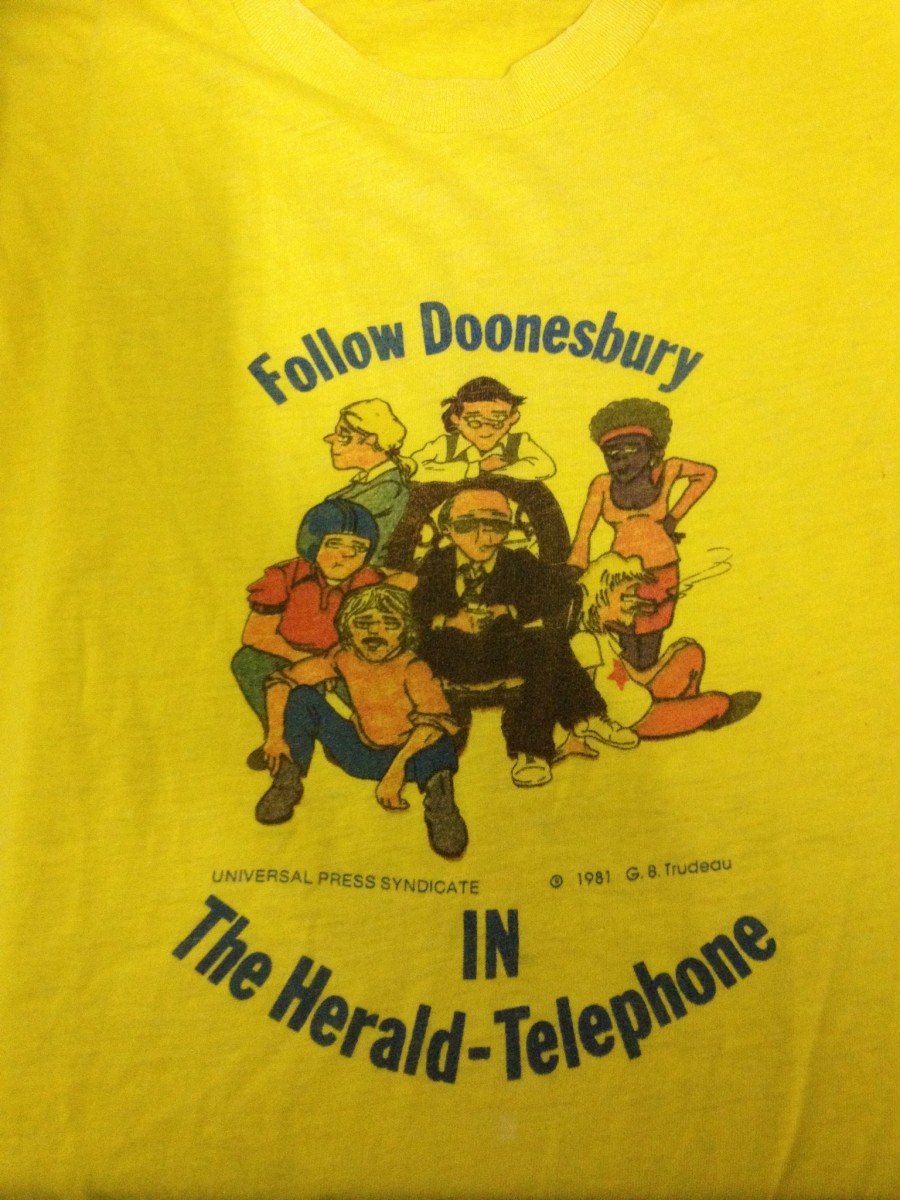 Follow Doonesbury
UNIVERSAL PRESS SYNDICATE © 1981 G. B. Trudeau
IN
The Herald-Telephone